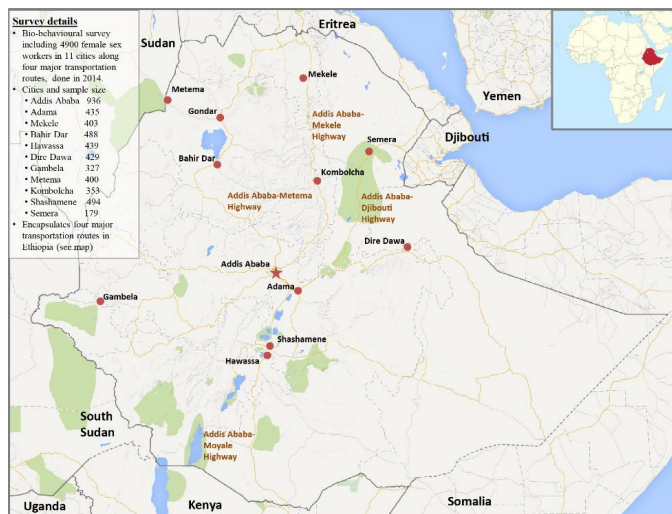 Survey details
• Bio-behavioural survey
including 4900 female sex
workers in 11 cities along
four major transportation
routes, done in 2014.
• Cities and sample size
• Addis Ababa 936
• Adama 435
• Mekele 403
• Bahir Dar 488
• Hawassa 439
• Dire Dawa 429
• Gambela 327
• Metema 400
• Kombolcha 353
• Shashamene 494
• Semera 179
• Encapsulates four major
transportation routes in
Ethiopia (see map)
Eritrea
Sudan
Yemen
Mekele
Metema
Gondar
Addis Ababa-
Mekele
Highway
Semera
Djibouti
Bahir Dar
Kombolcha
Addis Ababa-Metema
Highway
Addis Ababa-
Djibouti
Highway
Dire Dawa
Addis Ababa
Adama
Gambela
Shashamene
Hawassa
South
Sudan
Addis Ababa-
Moyale
Highway
Uganda
Kenya
Somalia